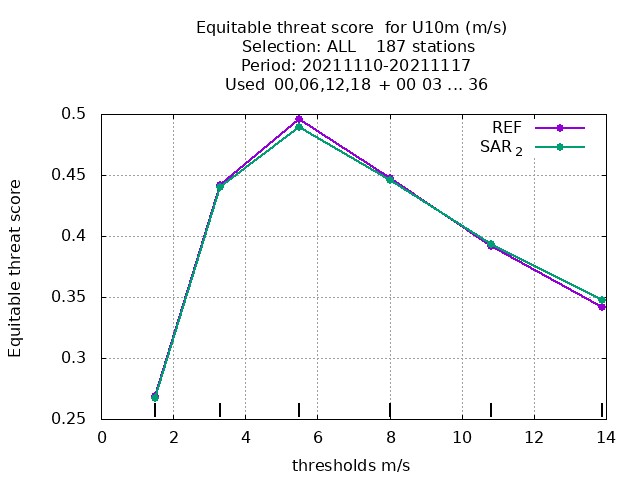 Equitable threat score  for U10m (m/s)
Selection: ALL    187 stations
Period: 20211110-20211117
Used  00,06,12,18  + 00 03 ... 36
REF
SAR 2
0.5
0.45
0.4
0.35
0.3
0.25
Equitable threat score
0 2 4 6 8 10 12 14
thresholds m/s